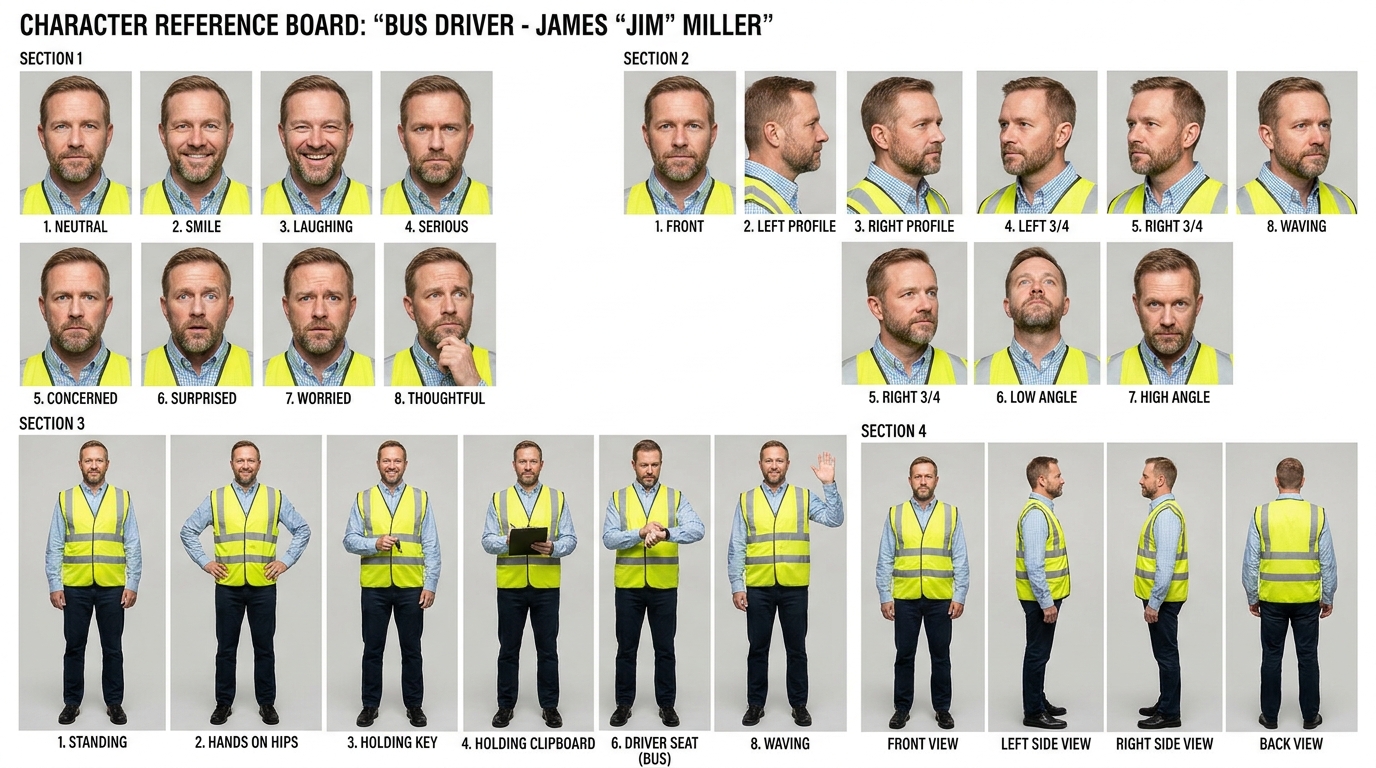 CHARACTER REFERENCE BOARD: “BUS DRIVER - JAMES “JIM” MILLER”
SECTION 1
1. NEUTRAL
2. SMILE
3. LAUGHING
4. SERIOUS
5. CONCERNED
6. SURPRISED
7. WORRIED
8. THOUGHTFUL
SECTION 2
1. FRONT
2. LEFT PROFILE
3. RIGHT PROFILE
4. LEFT 3/4
5. RIGHT 3/4
8. WAVING
5. RIGHT 3/4
6. LOW ANGLE
7. HIGH ANGLE
SECTION 3
1. STANDING
2. HANDS ON HIPS
3. HOLDING KEY
4. HOLDING CLIPBOARD
6. DRIVER SEAT
(BUS)
8. WAVING
SECTION 4
FRONT VIEW
LEFT SIDE VIEW
RIGHT SIDE VIEW
BACK VIEW